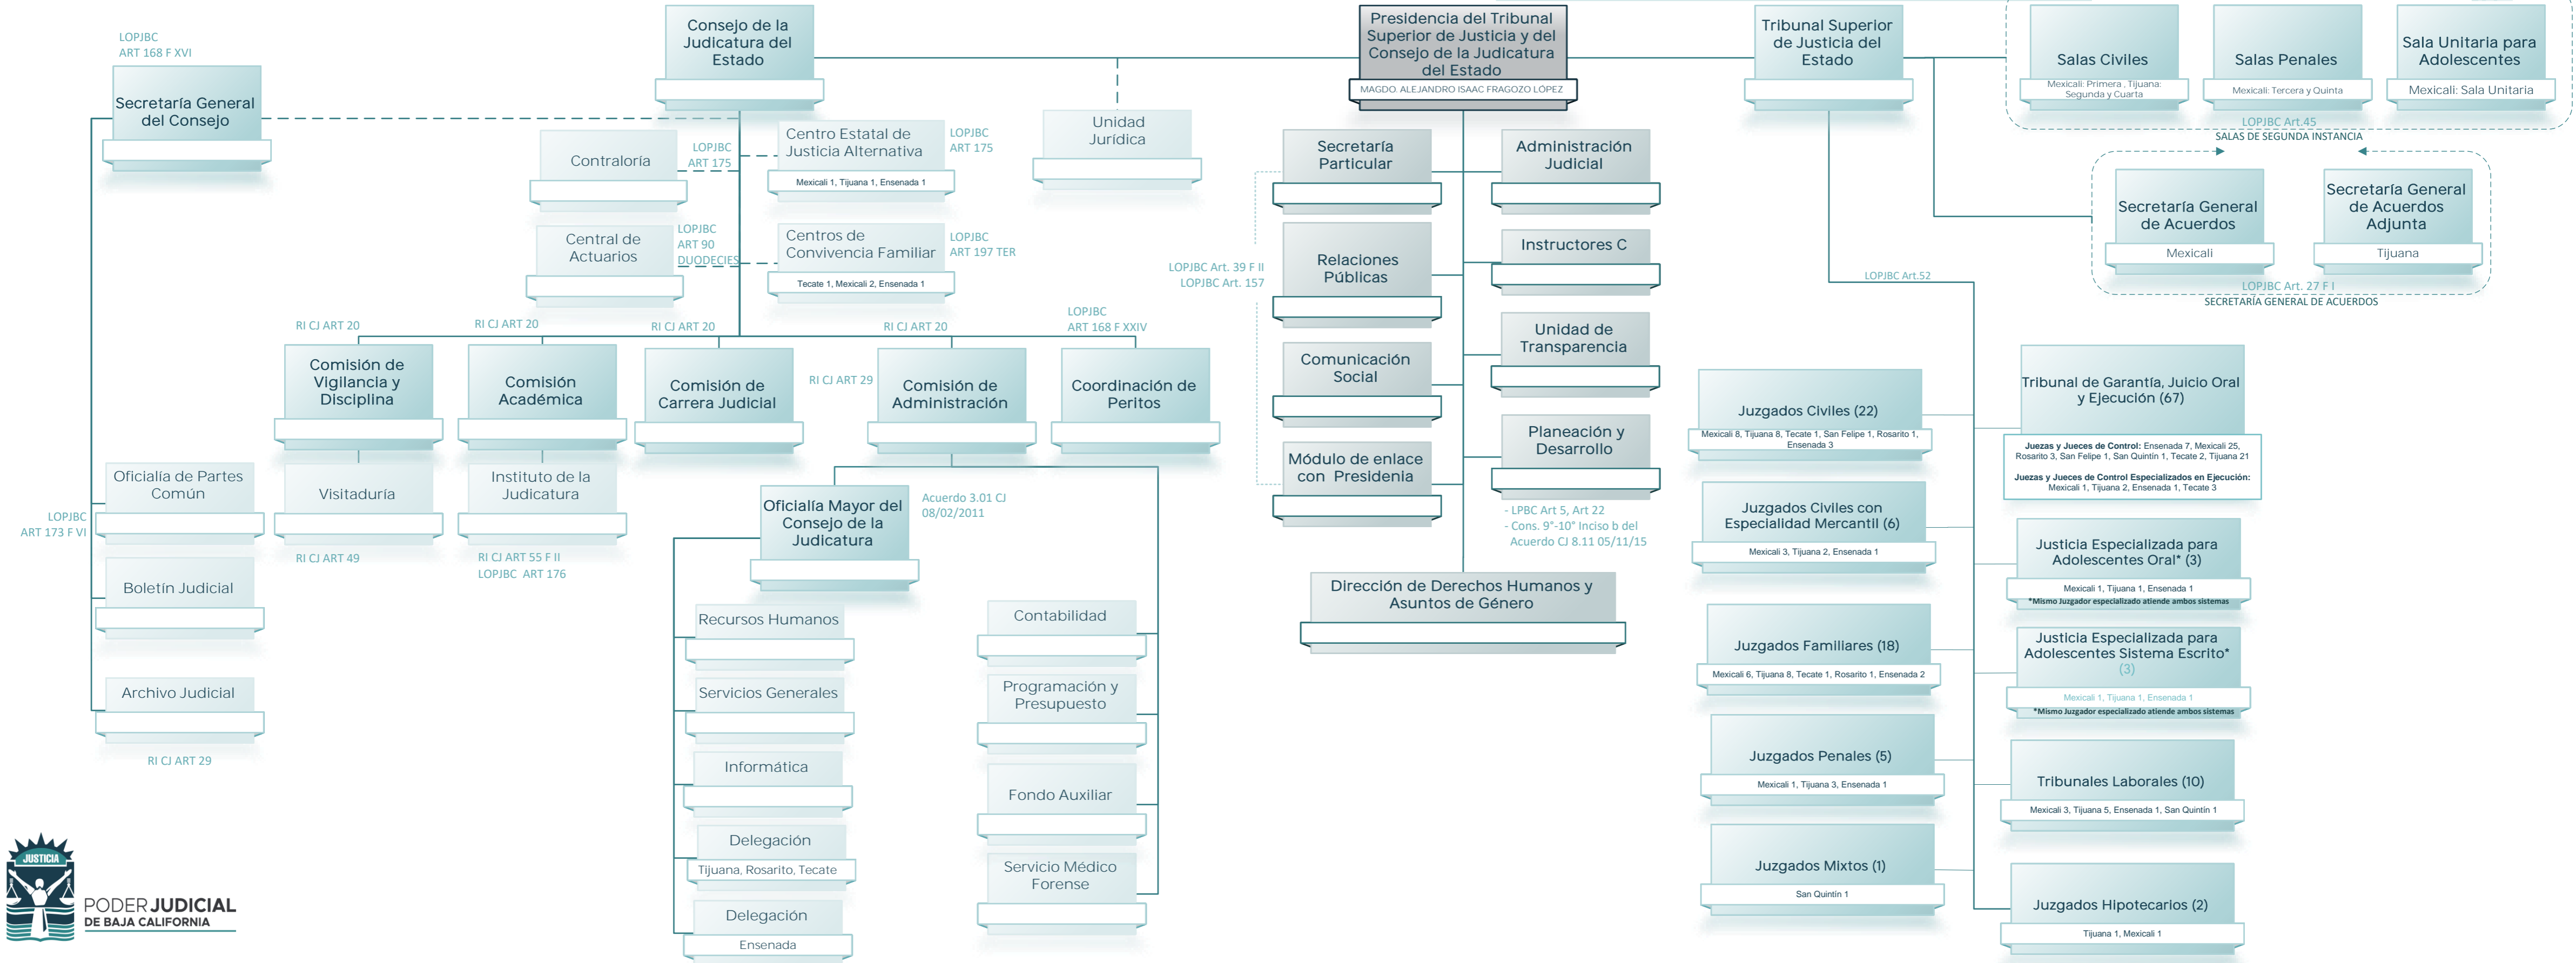 LOPJBC
ART 168 F XVI
Secretaría General
del Consejo
Consejo de la
Judicatura del
Estado
Presidencia del Tribunal
Superior de Justicia y del
Consejo de la Judicatura
del Estado
MAGDO. ALEJANDRO ISAAC FRAGOZO LÓPEZ
Tribunal Superior
de Justicia del
Estado
Salas Civiles
Mexicali: Primera , Tijuana:
Segunda y Cuarta
Salas Penales
Mexicali: Tercera y Quinta
Sala Unitaria para
Adolescentes
Mexicali: Sala Unitaria
LOPJBC Art.45
SALAS DE SEGUNDA INSTANCIA
Contraloría
LOPJBC
ART 175
Centro Estatal de
Justicia Alternativa
Mexicali 1, Tijuana 1, Ensenada 1
LOPJBC
ART 175
Unidad
Jurídica
Central de
Actuarios
LOPJBC
ART 90
DUODECIES
Centros de
Convivencia Familiar
Tecate 1, Mexicali 2, Ensenada 1
LOPJBC
ART 197 TER
Secretaría
Particular
Administración
Judicial
Relaciones
Públicas
Instructores C
LOPJBC Art. 39 F II
LOPJBC Art. 157
Comunicación
Social
Unidad de
Transparencia
Módulo de enlace
con Presidenia
Planeación y
Desarrollo
- LPBC Art 5, Art 22
- Cons. 9°-10° Inciso b del
Acuerdo CJ 8.11 05/11/15
Dirección de Derechos Humanos y
Asuntos de Género
Secretaría General
de Acuerdos
Mexicali
Secretaría General
de Acuerdos
Adjunta
Tijuana
LOPJBC Art. 27 F I
SECRETARÍA GENERAL DE ACUERDOS
LOPJBC Art.52
RI CJ ART 20
RI CJ ART 20
RI CJ ART 20
RI CJ ART 20
LOPJBC
ART 168 F XXIV
Comisión de
Vigilancia y
Disciplina
Comisión
Académica
Comisión de
Carrera Judicial
RI CJ ART 29
Comisión de
Administración
Coordinación de
Peritos
Oficialía de Partes
Común
Visitaduría
Instituto de la
Judicatura
LOPJBC
ART 173 F VI
RI CJ ART 49
RI CJ ART 55 F II
LOPJBC ART 176
Boletín Judicial
Archivo Judicial
RI CJ ART 29
Oficialía Mayor del
Consejo de la
Judicatura
Acuerdo 3.01 CJ
08/02/2011
Recursos Humanos
Servicios Generales
Informática
Delegación
Tijuana, Rosarito, Tecate
Delegación
Ensenada
Contabilidad
Programación y
Presupuesto
Fondo Auxiliar
Servicio Médico
Forense
Juzgados Civiles (22)
Mexicali 8, Tijuana 8, Tecate 1, San Felipe 1, Rosarito 1,
Ensenada 3
Juzgados Civiles con
Especialidad Mercantil (6)
Mexicali 3, Tijuana 2, Ensenada 1
Juzgados Familiares (18)
Mexicali 6, Tijuana 8, Tecate 1, Rosarito 1, Ensenada 2
Juzgados Penales (5)
Mexicali 1, Tijuana 3, Ensenada 1
Juzgados Mixtos (1)
San Quintín 1
Tribunal de Garantía, Juicio Oral
y Ejecución (67)
Juezas y Jueces de Control: Ensenada 7, Mexicali 25,
Rosarito 3, San Felipe 1, San Quintín 1, Tecate 2, Tijuana 21
Juezas y Jueces de Control Especializados en Ejecución:
Mexicali 1, Tijuana 2, Ensenada 1, Tecate 3
Justicia Especializada para
Adolescentes Oral* (3)
Mexicali 1, Tijuana 1, Ensenada 1
*Mismo Juzgador especializado atiende ambos sistemas
Justicia Especializada para
Adolescentes Sistema Escrito*
(3)
Mexicali 1, Tijuana 1, Ensenada 1
*Mismo Juzgador especializado atiende ambos sistemas
Tribunales Laborales (10)
Mexicali 3, Tijuana 5, Ensenada 1, San Quintín 1
Juzgados Hipotecarios (2)
Tijuana 1, Mexicali 1
JUSTICIA
PODER JUDICIAL
DE BAJA CALIFORNIA